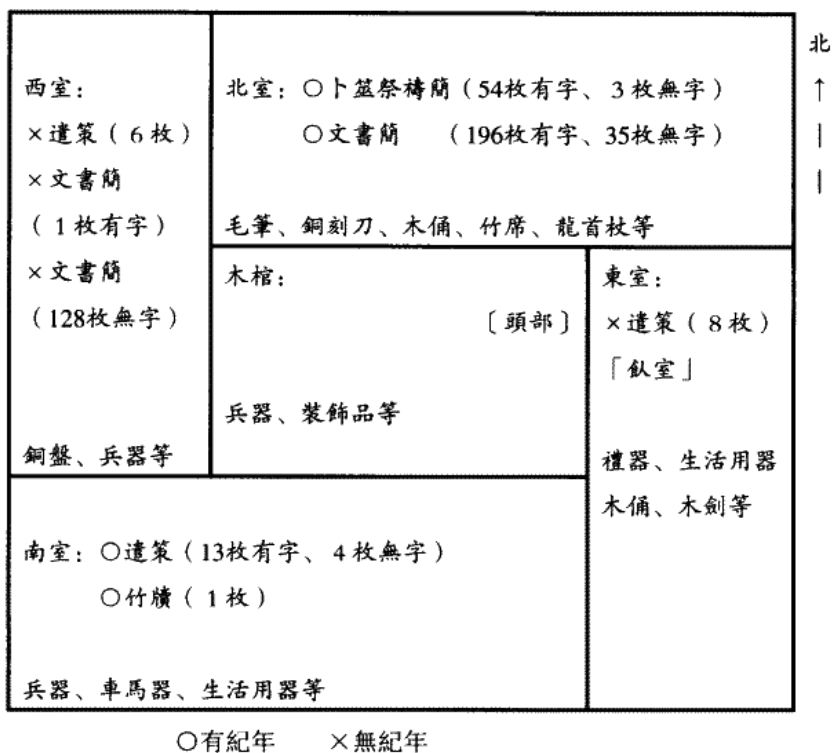 北
↑
西室：
×遣策（6枚）
×文書簡
（1枚有字）
×文書簡
（128枚無字）
銅盤、兵器等
北室：○卜筮祭禱簡（54枚有字、3枚無字）
○文書簡　（196枚有字、35枚無字）
毛筆、銅刻刀、木俑、竹席、龍首杖等
木棺：
〔頭部〕
兵器、裝飾品等
東室：
×遣策（8枚）
「飤室」
禮器、生活用器
木俑、木劍等
南室：○遣策（13枚有字、4枚無字）
○竹牘（1枚）
兵器、車馬器、生活用器等
○有紀年　×無紀年